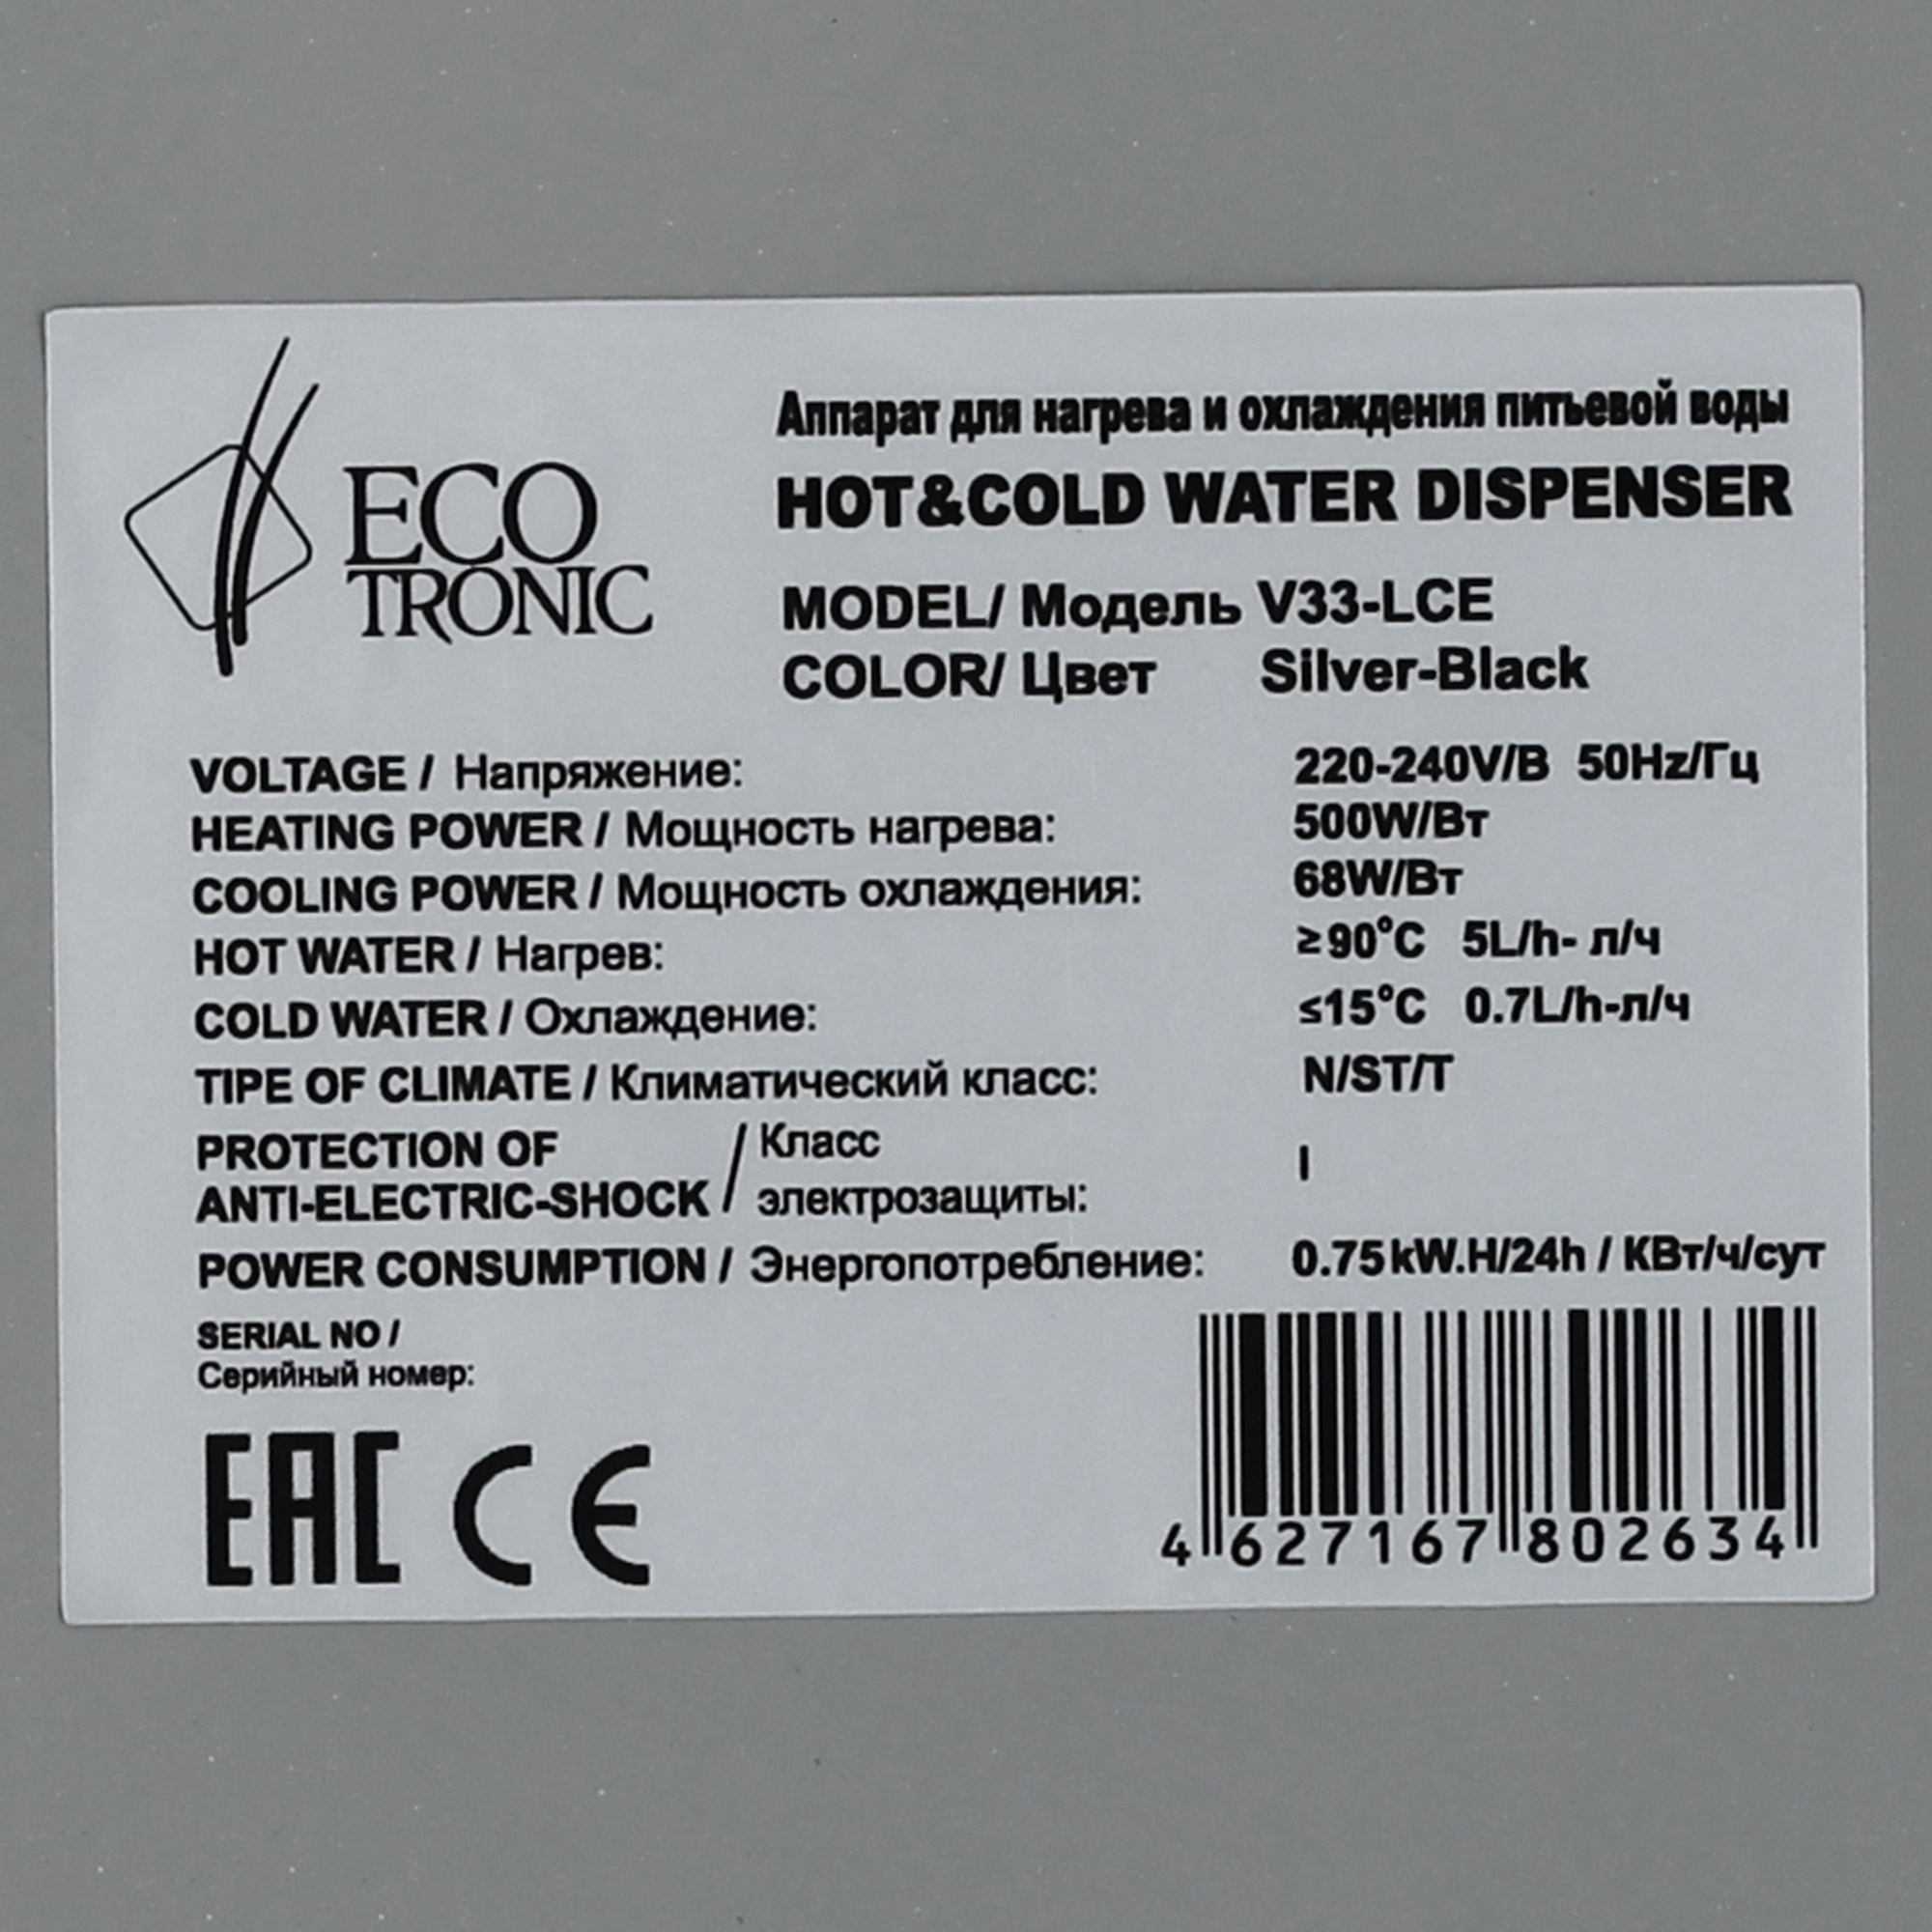 ECO
TRONIC
Аппарат для нагрева и охлаждения питьевой воды
HOT&COLD WATER DISPENSER
MODEL/ Модель V33-LCE
COLOR/ Цвет Silver-Black
VOLTAGE / Напряжение: 220-240V/В 50Hz/Гц
HEATING POWER / Мощность нагрева: 500W/Вт
COOLING POWER / Мощность охлаждения: 68W/Вт
HOT WATER / Нагрев: ≥90°C 5L/h- л/ч
COLD WATER / Охлаждение: ≤15°C 0.7L/h-л/ч
TIPE OF CLIMATE / Климатический класс: N/ST/T
PROTECTION OF / Класс
ANTI-ELECTRIC-SHOCK электрозащиты: I
POWER CONSUMPTION / Энергопотребление: 0.75kW.H/24h / КВт/ч/сут
SERIAL NO /
Серийный номер:
EAC CE
4 627167 802634